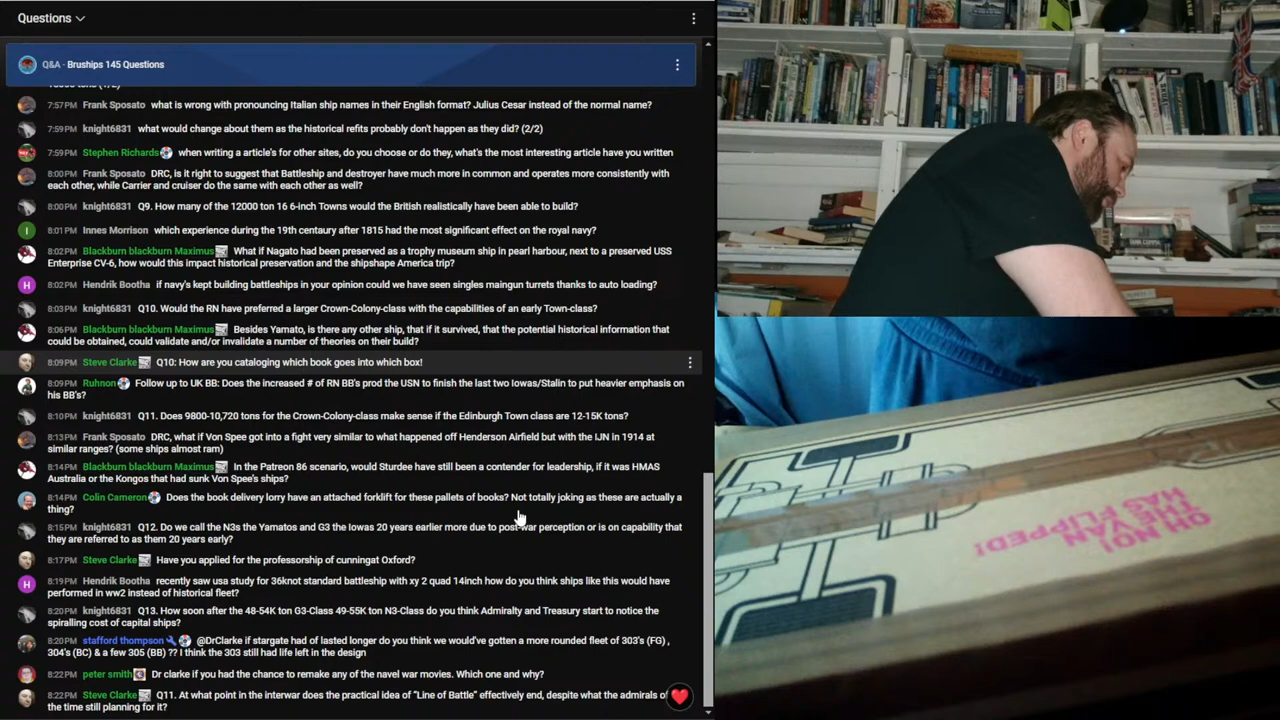 Questions
Q&A · Bruships 145 Questions
7:57PM Frank Sposato what is wrong with pronouncing Italian ship names in their English format? Julius Cesar instead of the normal name?
7:59PM knight6831 what would change about them as the historical refits probably don't happen as they did? (2/2)
7:59PM Stephen Richards when writing a article's for other sites, do you choose or do they, what's the most interesting article have you written
8:00PM Frank Sposato DRC, is it right to suggest that Battleship and destroyer have much more in common and operates more consistently with
each other, while Carrier and cruiser do the same with each other as well?
8:00PM knight6831 Q9. How many of the 12000 ton 16 6-inch Towns would the British realistically have been able to build?
8:01PM Innes Morrison which experience during the 19th centaury after 1815 had the most significant effect on the royal navy?
8:02PM Blackburn blackburn Maximus What if Nagato had been preserved as a trophy museum ship in pearl harbour, next to a preserved USS
Enterprise CV-6, how would this impact historical preservation and the shipshape America trip?
8:02PM Hendrik Bootha if navy's kept building battleships in your opinion could we have seen singles maingun turrets thanks to auto loading?
8:03PM knight6831 Q10. Would the RN have preferred a larger Crown-Colony-class with the capabilities of an early Town-class?
8:06PM Blackburn blackburn Maximus Besides Yamato, is there any other ship, that if it survived, that the potential historical information that
could be obtained, could validate and/or invalidate a number of theories on their build?
8:09PM Steve Clarke Q10: How are you cataloging which book goes into which box!
8:09PM Ruhnon Follow up to UK BB: Does the increased # of RN BB's prod the USN to finish the last two Iowas/Stalin to put heavier emphasis on
his BB's?
8:10PM knight6831 Q11. Does 9800-10,720 tons for the Crown-Colony-class make sense if the Edinburgh Town class are 12-15K tons?
8:13PM Frank Sposato DRC, what if Von Spee got into a fight very similar to what happened off Henderson Airfield but with the IJN in 1914 at
similar ranges? (some ships almost ram)
8:14PM Blackburn blackburn Maximus In the Patreon 86 scenario, would Sturdee have still been a contender for leadership, if it was HMAS
Australia or the Kongos that had sunk Von Spee's ships?
8:14PM Colin Cameron Does the book delivery lorry have an attached forklift for these pallets of books? Not totally joking as these are actually a
thing?
8:15PM knight6831 Q12. Do we call the N3s the Yamatos and G3 the Iowas 20 years earlier more due to post-war perception or is on capability that
they are referred to as them 20 years early?
8:17PM Steve Clarke Have you applied for the professorship of cunningat Oxford?
8:19PM Hendrik Bootha recently saw usa study for 36knot standard battleship with xy 2 quad 14inch how do you think ships like this would have
performed in ww2 instead of historical fleet?
8:20PM knight6831 Q13. How soon after the 48-54K ton G3-Class 49-55K ton N3-Class do you think Admiralty and Treasury start to notice the
spiralling cost of capital ships?
8:20PM stafford thompson @DrClarke if stargate had of lasted longer do you think we would've gotten a more rounded fleet of 303's (FG) ,
304's (BC) & a few 305 (BB) ?? I think the 303 still had life left in the design
8:22PM peter smith Dr clarke if you had the chance to remake any of the navel war movies. Which one and why?
8:22PM Steve Clarke Q11. At what point in the interwar does the practical idea of "Line of Battle" effectively end, despite what the admirals of
the time still planning for it?
OH NO!
THE VAN
HAS FLIPPED!